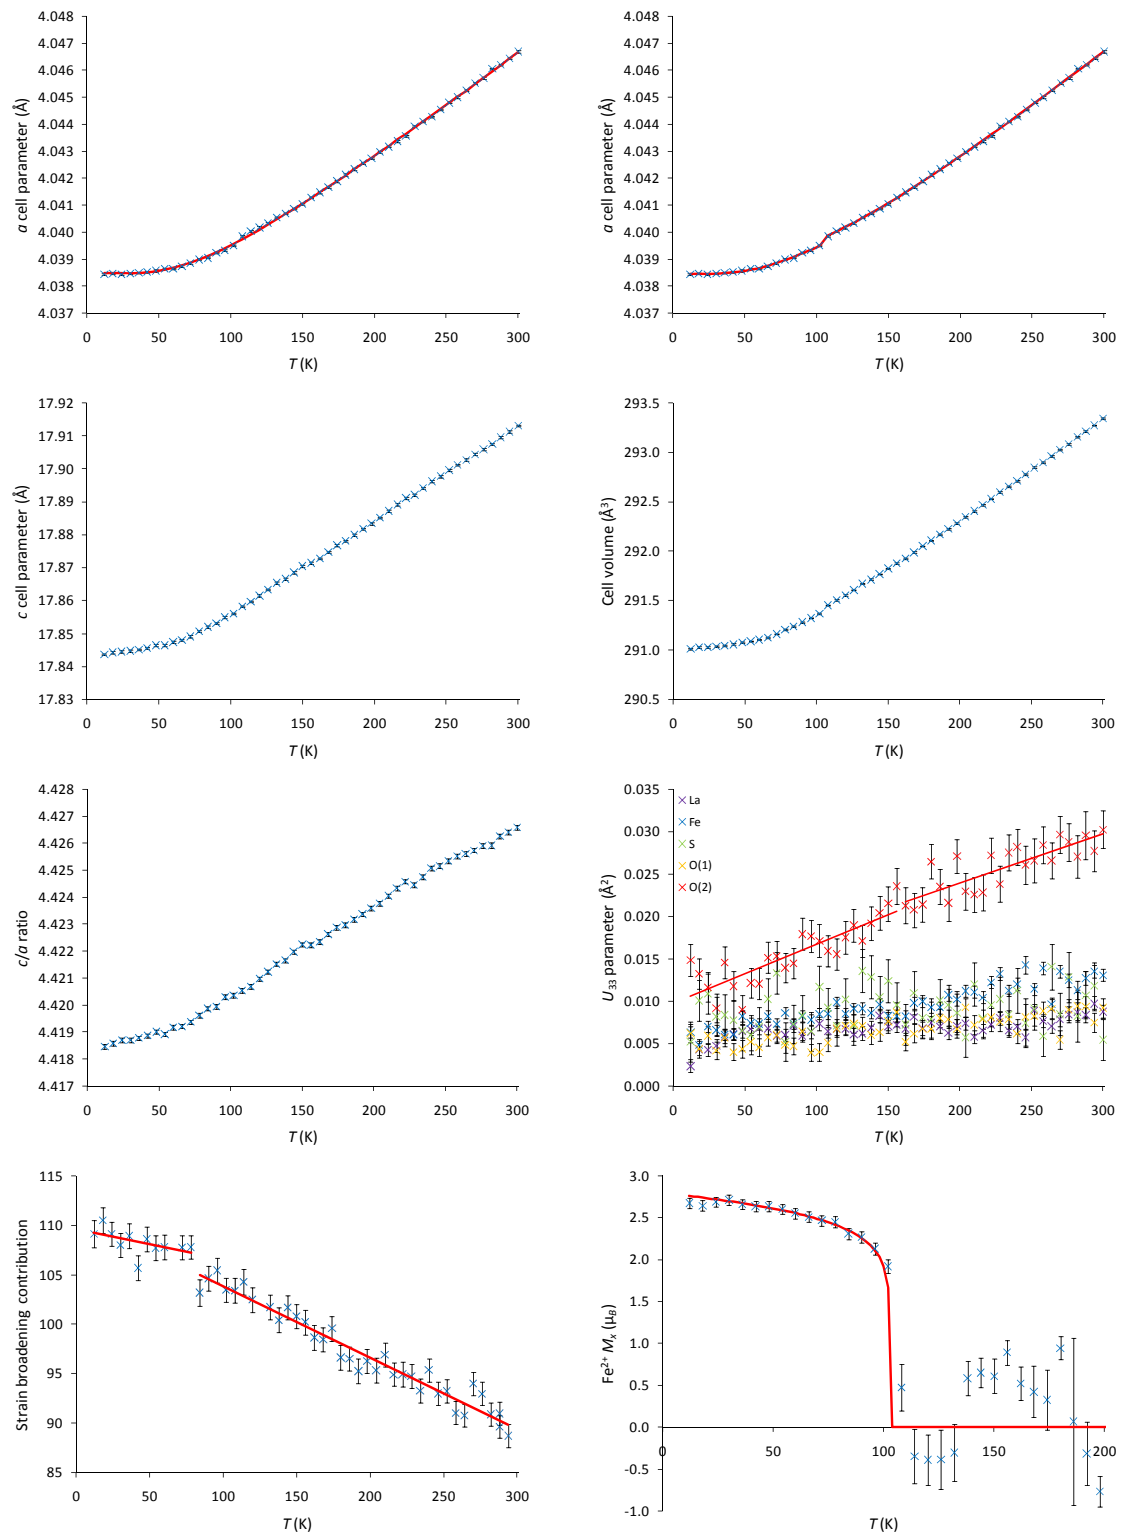 4.048
4.047
4.046
4.045
4.044
4.043
4.042
4.041
4.040
4.039
4.038
4.037
a cell parameter (Å)
0 50 100 150 200 250 300
T (K)
4.048
4.047
4.046
4.045
4.044
4.043
4.042
4.041
4.040
4.039
4.038
4.037
a cell parameter (Å)
0 50 100 150 200 250 300
T (K)
17.92
17.91
17.90
17.89
17.88
17.87
17.86
17.85
17.84
17.83
c cell parameter (Å)
0 50 100 150 200 250 300
T (K)
293.5
293.0
292.5
292.0
291.5
291.0
290.5
Cell volume (Å³)
0 50 100 150 200 250 300
T (K)
4.428
4.427
4.426
4.425
4.424
4.423
4.422
4.421
4.420
4.419
4.418
4.417
c/a ratio
0 50 100 150 200 250 300
T (K)
0.035
0.030
0.025
0.020
0.015
0.010
0.005
0.000
U₃₃ parameter (Å²)
La
Fe
S
O(1)
O(2)
0 50 100 150 200 250 300
T (K)
115
110
105
100
95
90
85
Strain broadening contribution
0 50 100 150 200 250 300
T (K)
3.0
2.5
2.0
1.5
1.0
0.5
0.0
-0.5
-1.0
Fe²⁺ Mₓ (μ_B)
0 50 100 150 200
T (K)